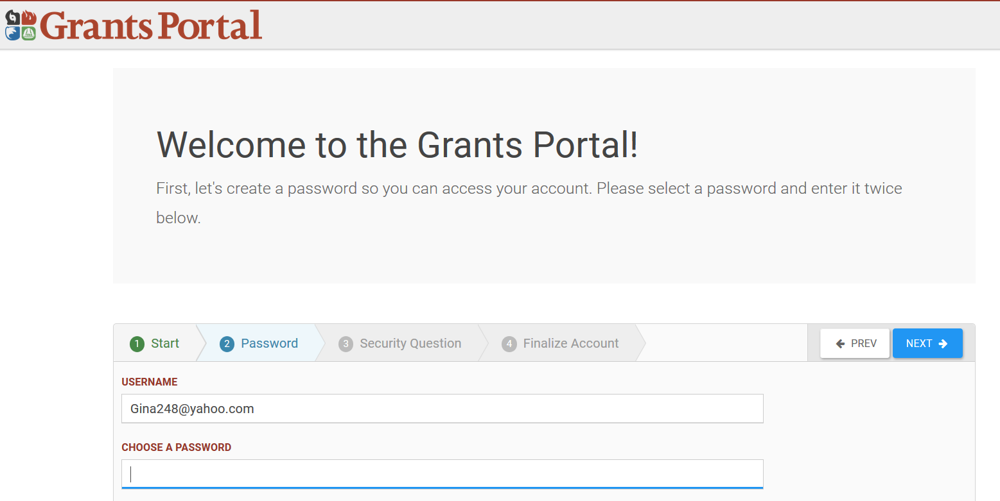 Grants Portal
Welcome to the Grants Portal!
First, let's create a password so you can access your account. Please select a password and enter it twice
below.
1 Start 2 Password 3 Security Question 4 Finalize Account PREV NEXT
USERNAME
Gina248@yahoo.com
CHOOSE A PASSWORD